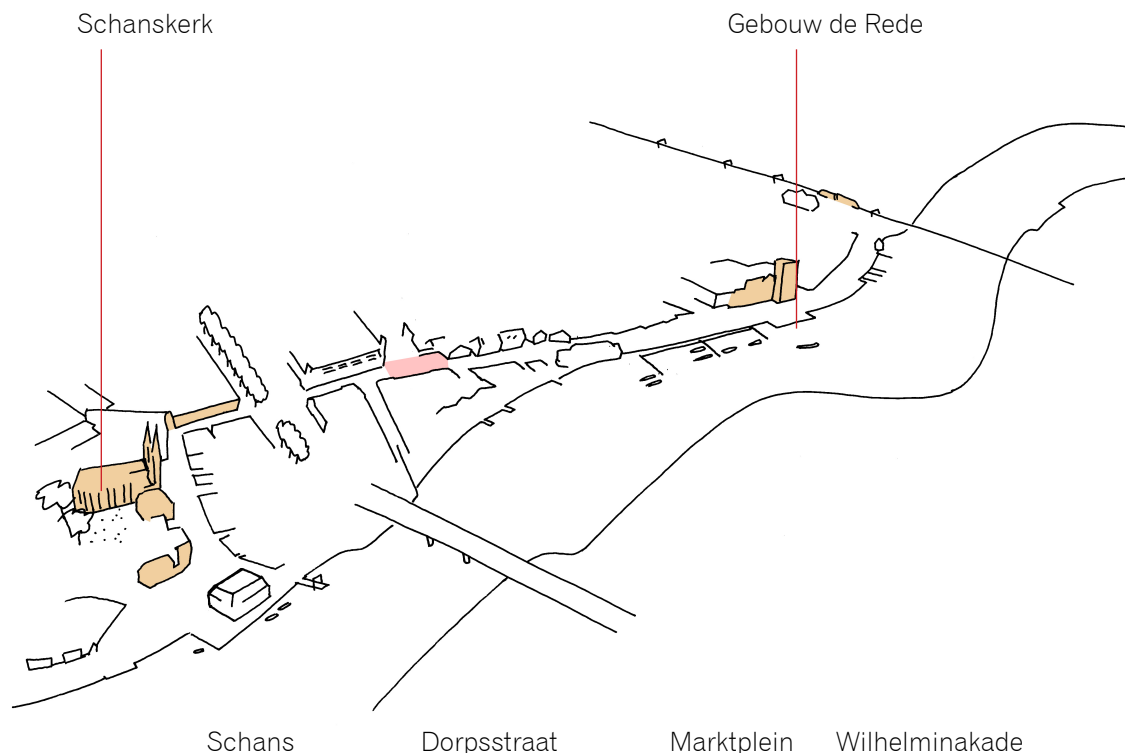 Schanskerk
Gebouw de Rede
Schans
Dorpsstraat
Marktplein
Wilhelminakade